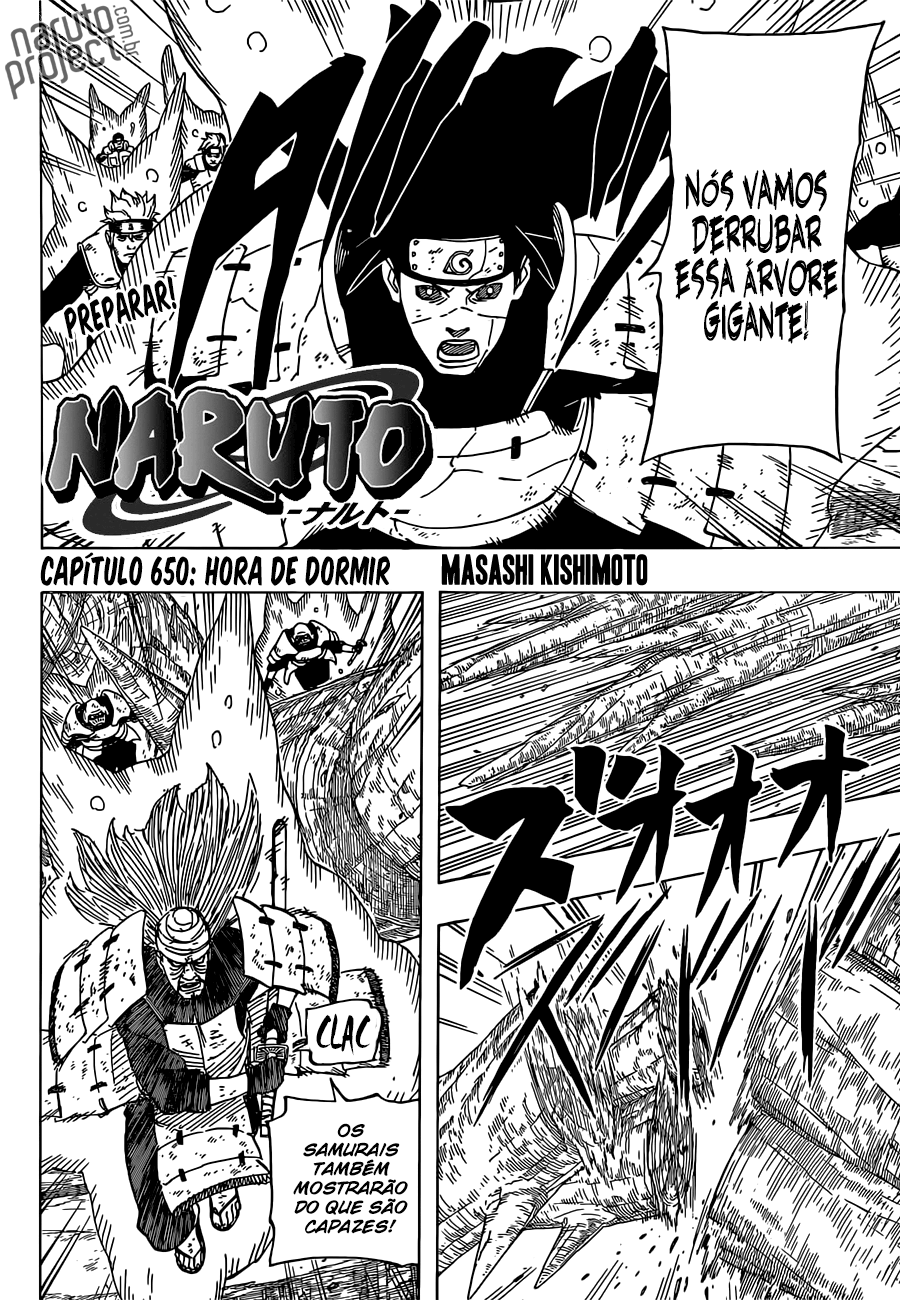 naruto
project
.com.br
NÓS VAMOS
DERRUBAR
ESSA ÁRVORE
GIGANTE!
PREPARAR!
NARUTO
-ナルト-
CAPÍTULO 650: HORA DE DORMIR
MASASHI KISHIMOTO
ズオオオ
CLAC
OS
SAMURAIS
TAMBÉM
MOSTRARÃO
DO QUE SÃO
CAPAZES!